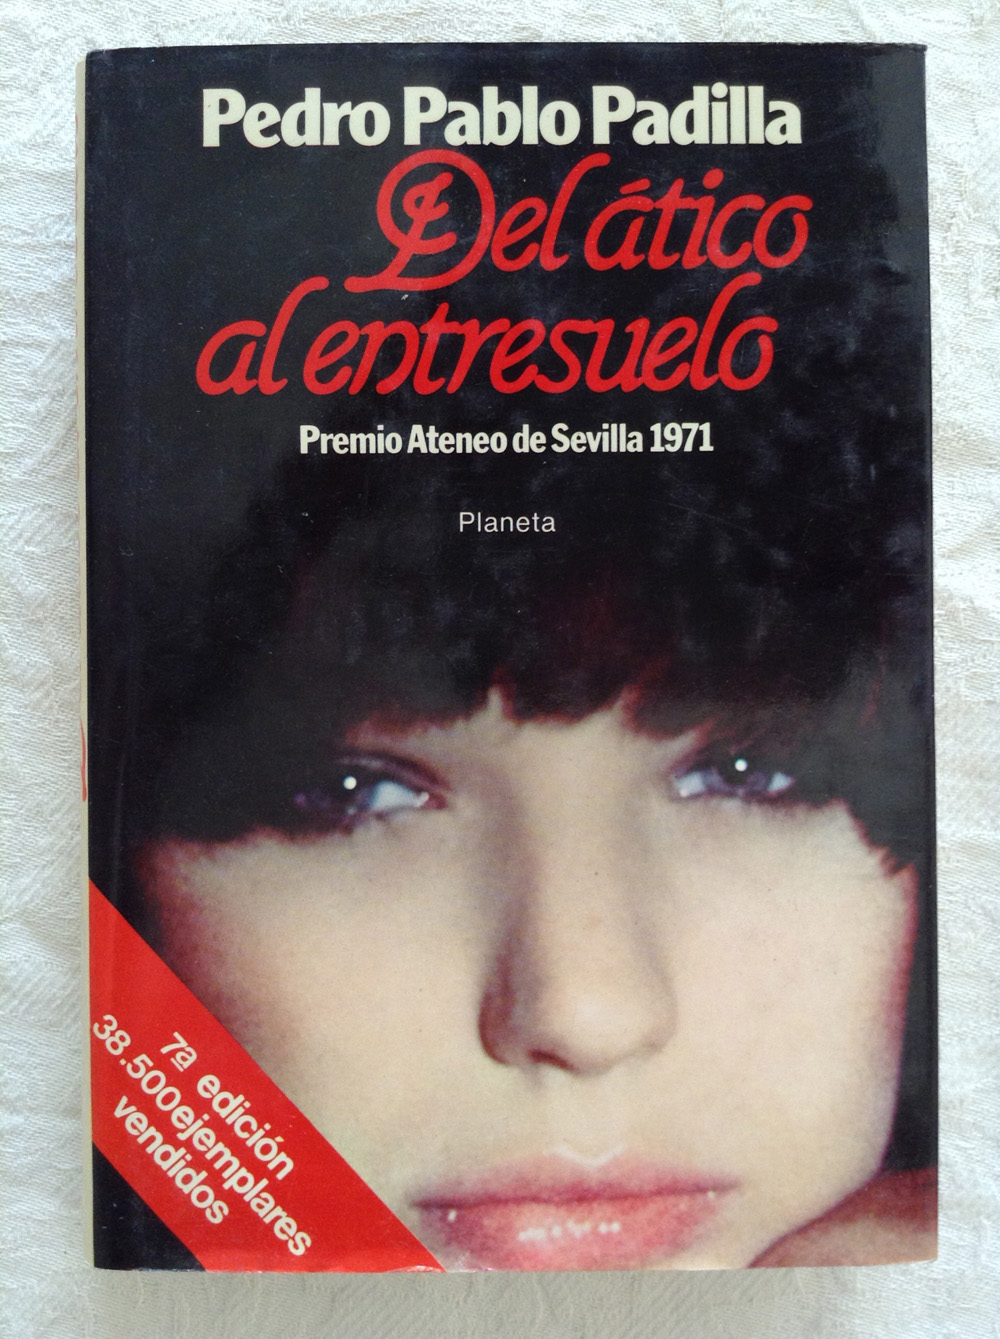 Pedro Pablo Padilla
Del ático
al entresuelo
Premio Ateneo de Sevilla 1971
Planeta
7ª edición
38.500 ejemplares
vendidos